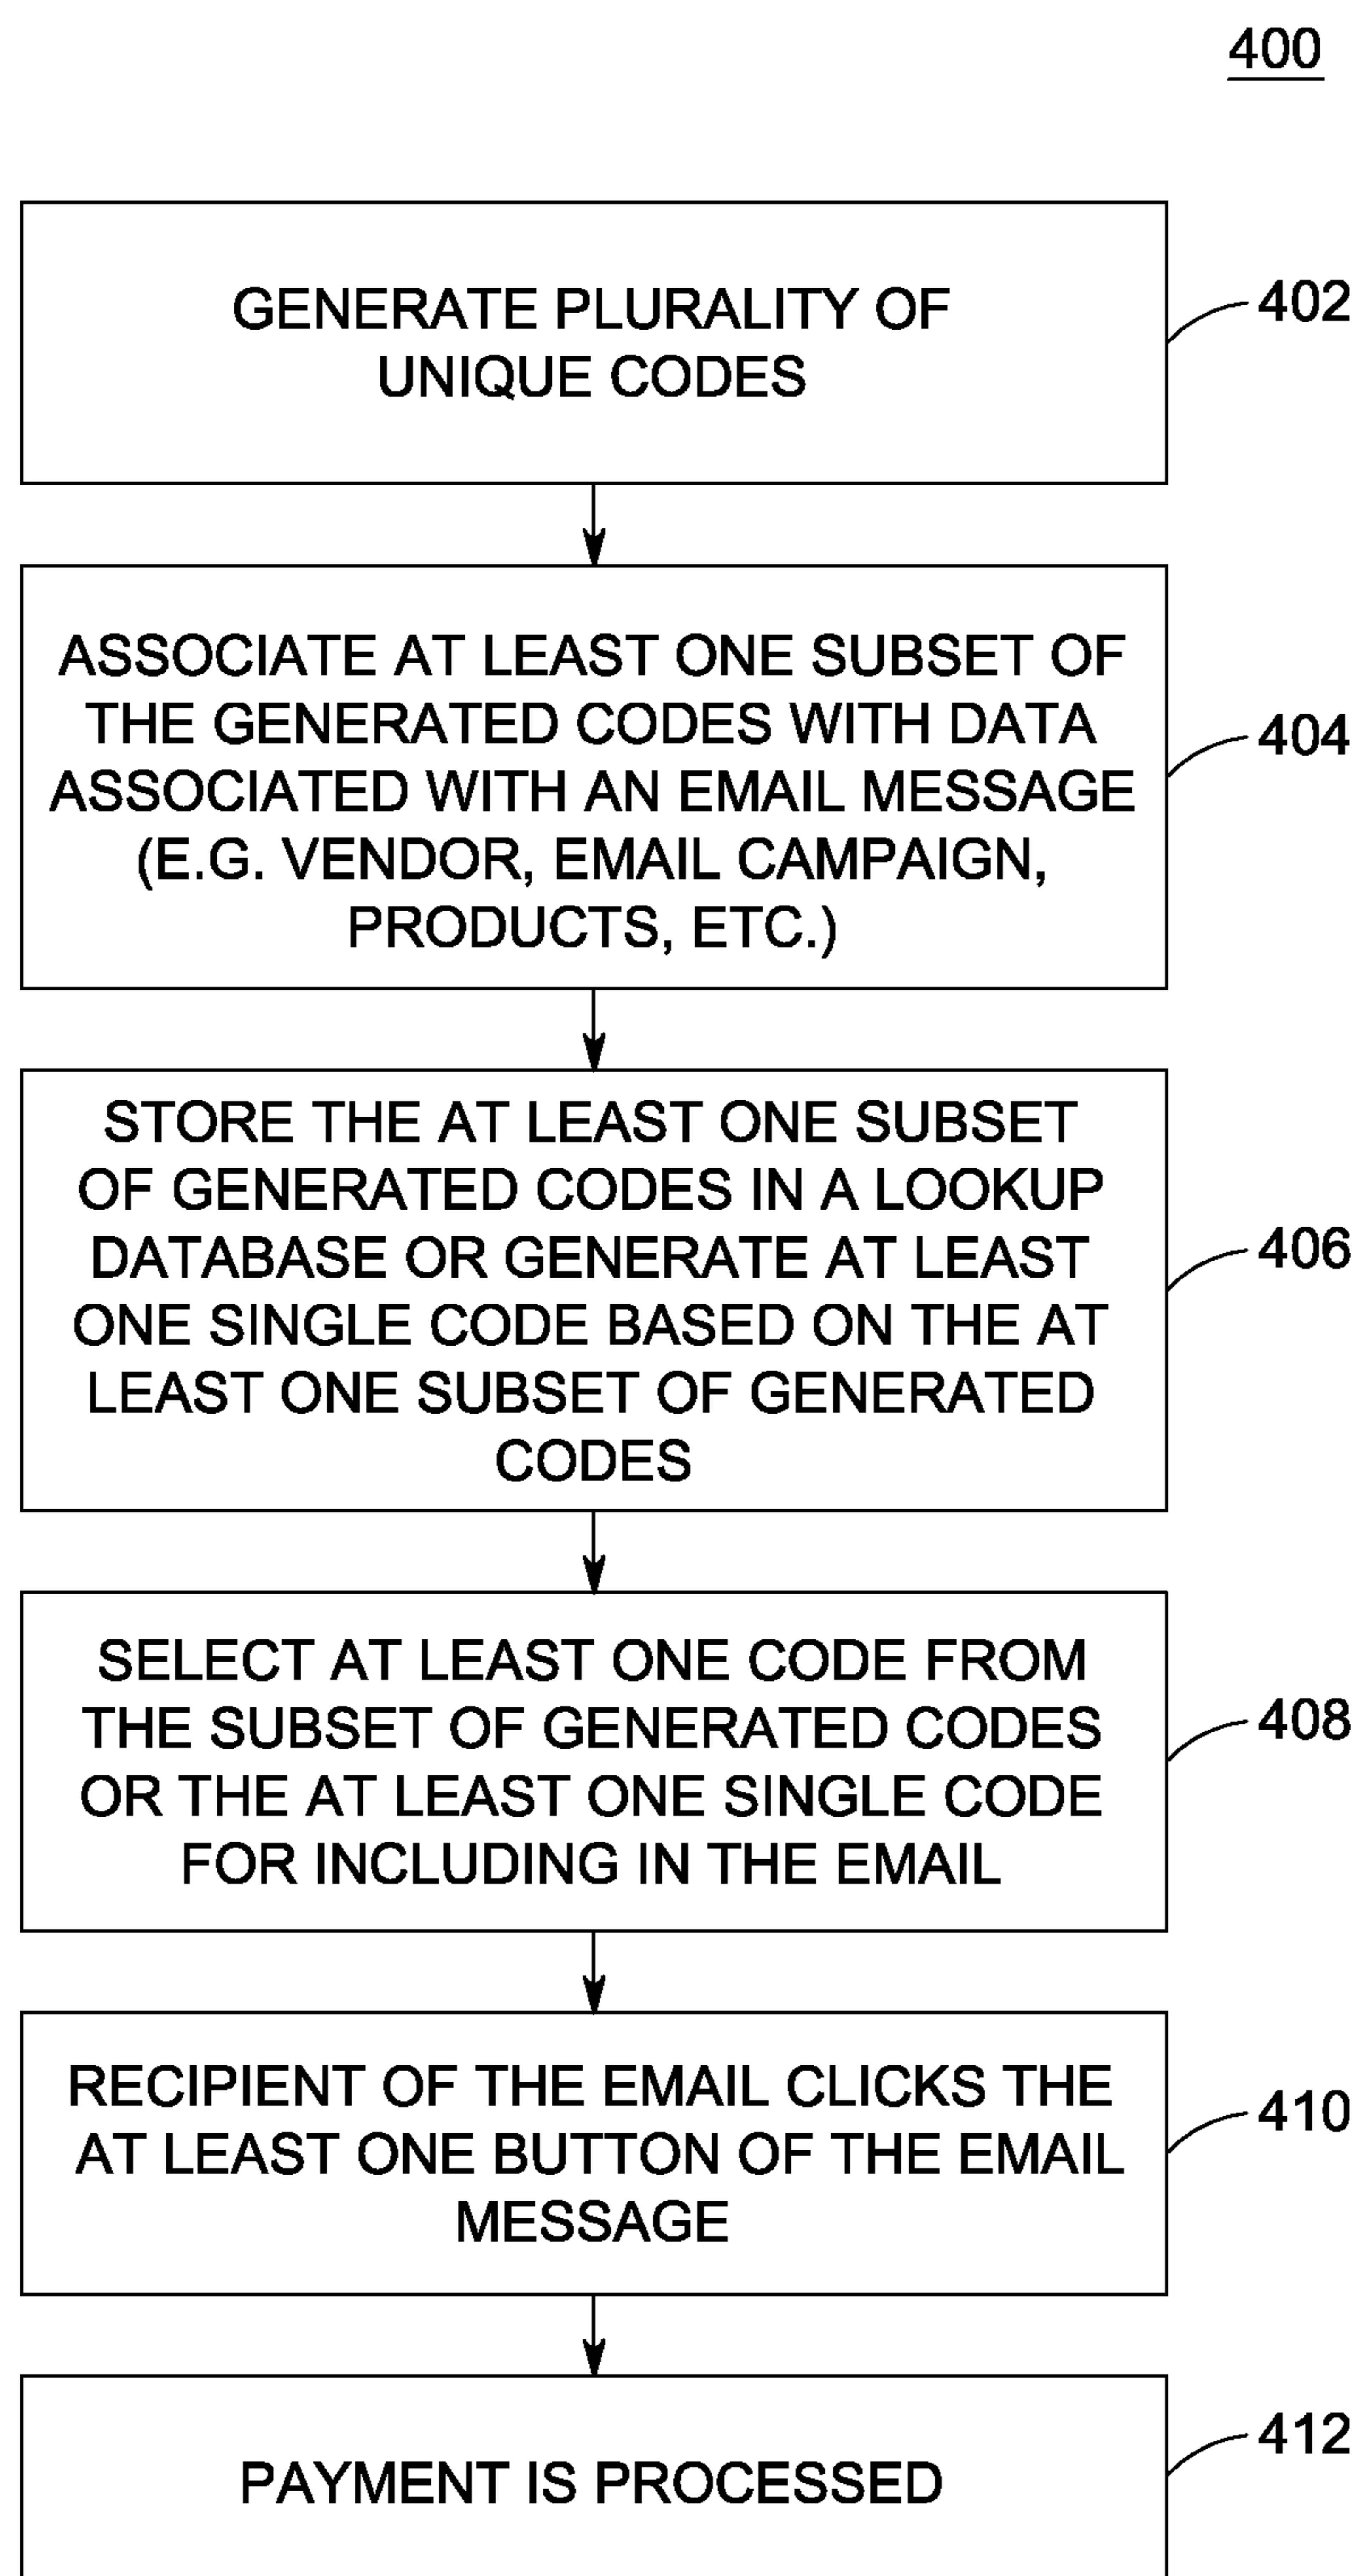 400
GENERATE PLURALITY OF
UNIQUE CODES
402
ASSOCIATE AT LEAST ONE SUBSET OF
THE GENERATED CODES WITH DATA
ASSOCIATED WITH AN EMAIL MESSAGE
(E.G. VENDOR, EMAIL CAMPAIGN,
PRODUCTS, ETC.)
404
STORE THE AT LEAST ONE SUBSET
OF GENERATED CODES IN A LOOKUP
DATABASE OR GENERATE AT LEAST
ONE SINGLE CODE BASED ON THE AT
LEAST ONE SUBSET OF GENERATED
CODES
406
SELECT AT LEAST ONE CODE FROM
THE SUBSET OF GENERATED CODES
OR THE AT LEAST ONE SINGLE CODE
FOR INCLUDING IN THE EMAIL
408
RECIPIENT OF THE EMAIL CLICKS THE
AT LEAST ONE BUTTON OF THE EMAIL
MESSAGE
410
PAYMENT IS PROCESSED
412